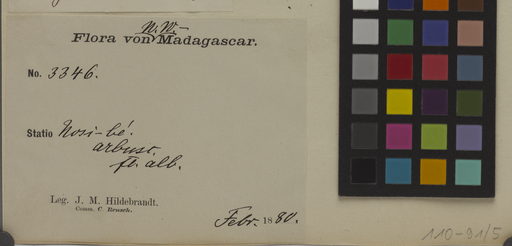 N.W.-
Flora von Madagascar.
No. 3346.
Statio Nosi-bé.
arbust.
fl. alb.
Leg. J. M. Hildebrandt.
Comm. C. Rensch.
Febr. 1880.
110-91/5